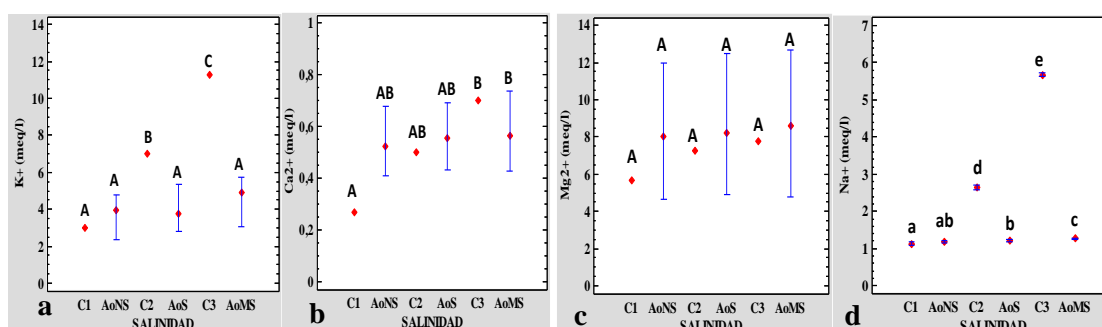 14
12
10
8
6
4
2
0
K+ (meq/l)
A
A
B
A
C
A
C1 AoNS C2 AoS C3 AoMS
a
SALINIDAD
1
0,8
0,6
0,4
0,2
0
Ca2+ (meq/l)
A
AB
AB
AB
B
B
C1 AoNS C2 AoS C3 AoMS
b
SALINIDAD
14
12
10
8
6
4
2
0
Mg2+ (meq/l)
A
A
A
A
A
A
C1 AoNS C2 AoS C3 AoMS
c
SALINIDAD
7
6
5
4
3
2
1
0
Na+ (meq/l)
a
ab
d
b
e
c
C1 AoNS C2 AoS C3 AoMS
d
SALINIDAD